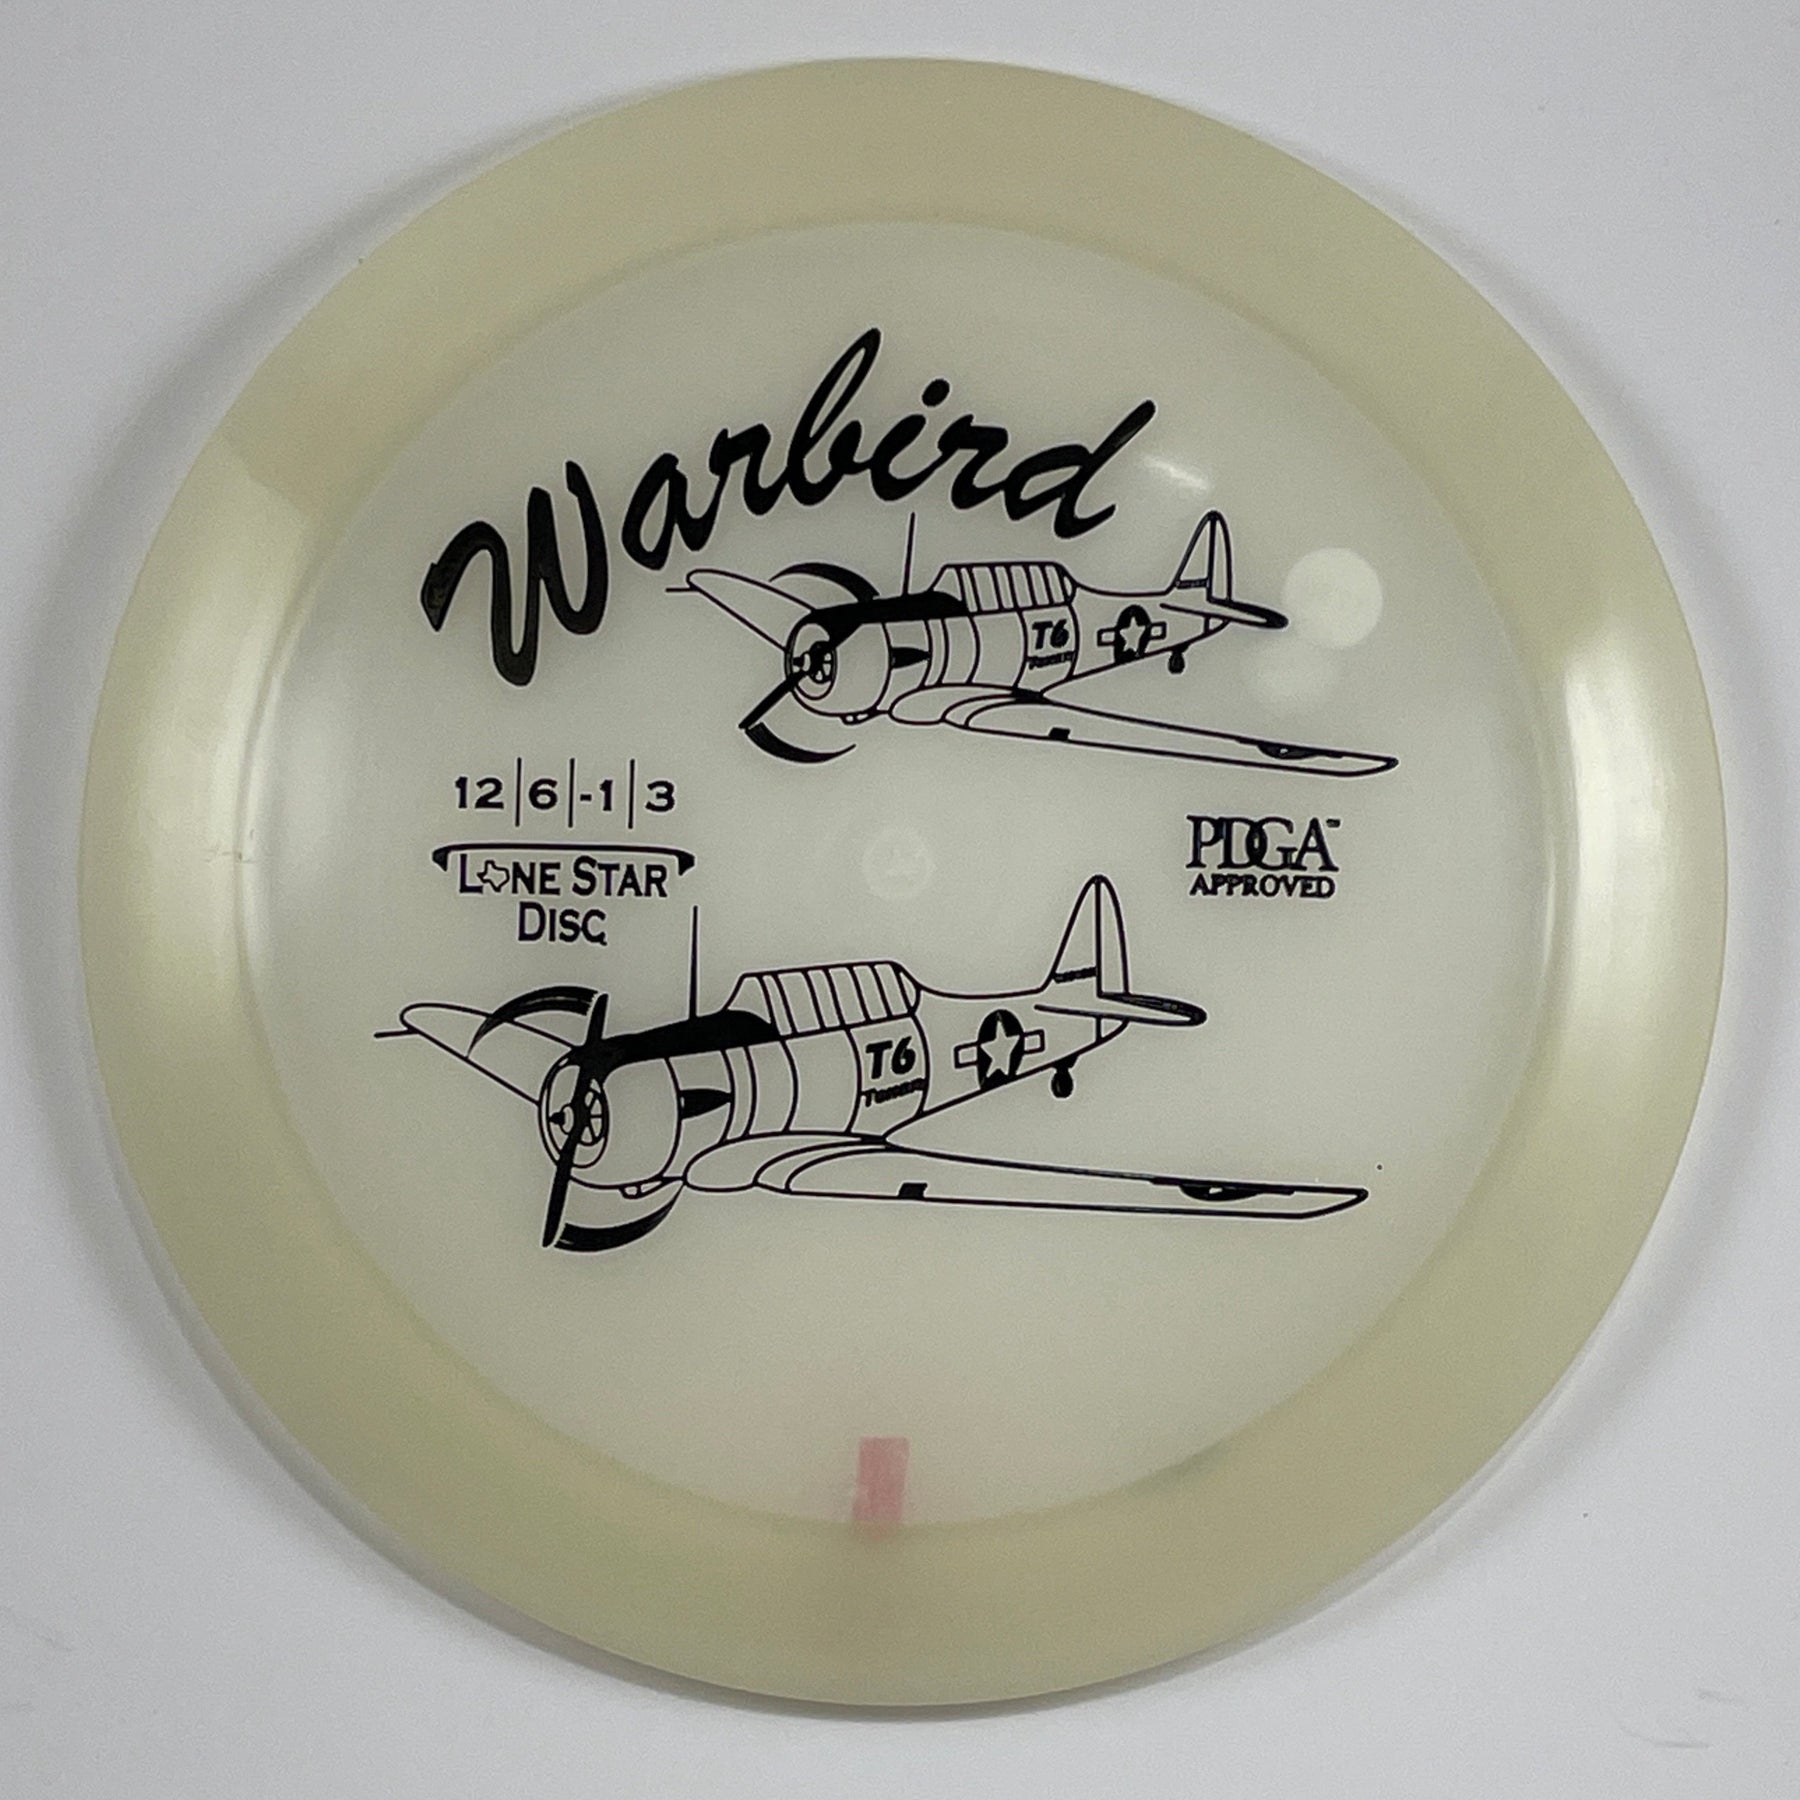 Warbird
T6
12|6|-1|3
PDGA™
APPROVED
LONE STAR
DISC
T6